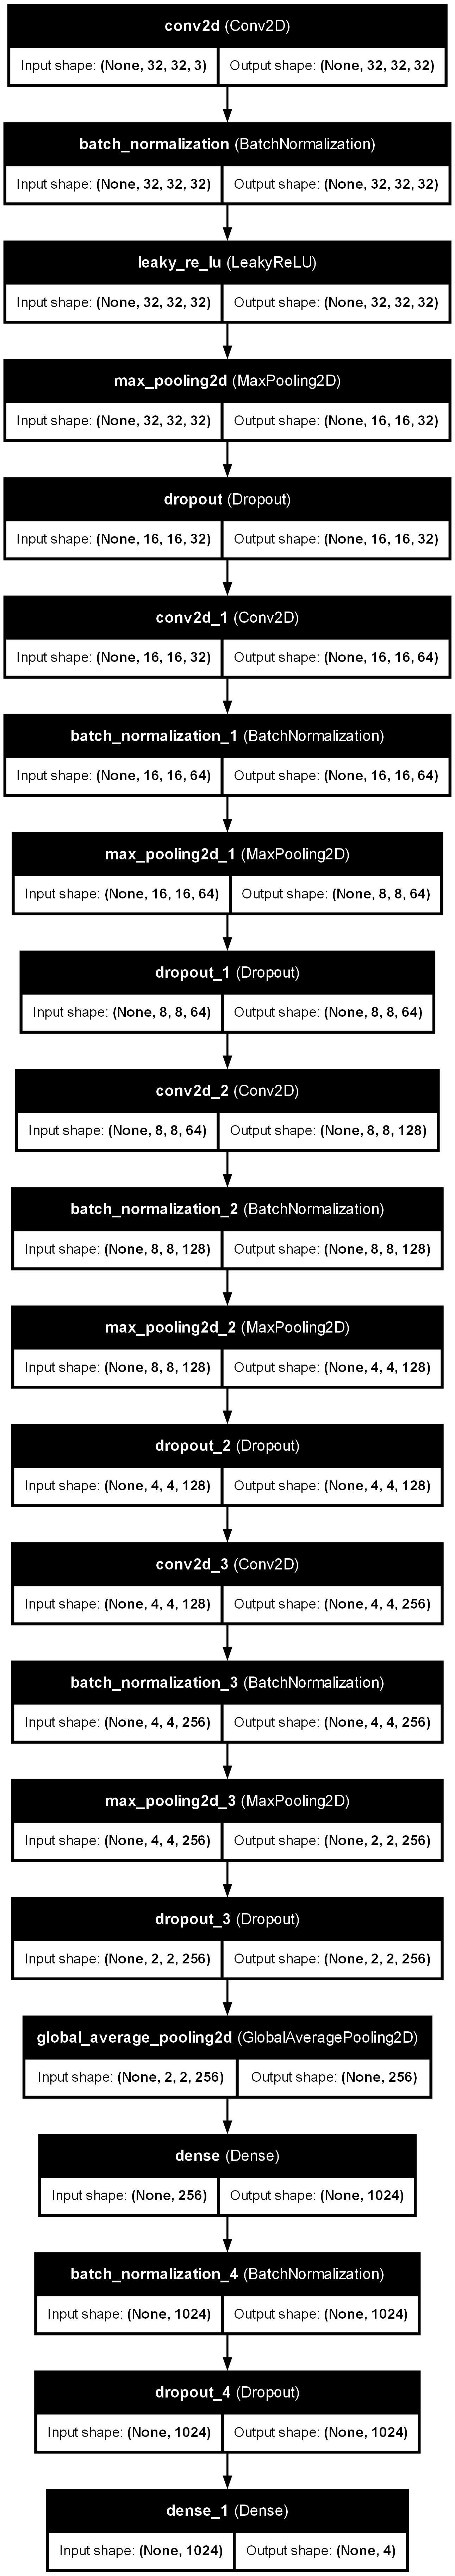 conv2d (Conv2D)
Input shape: (None, 32, 32, 3) Output shape: (None, 32, 32, 32)
batch_normalization (BatchNormalization)
Input shape: (None, 32, 32, 32) Output shape: (None, 32, 32, 32)
leaky_re_lu (LeakyReLU)
Input shape: (None, 32, 32, 32) Output shape: (None, 32, 32, 32)
max_pooling2d (MaxPooling2D)
Input shape: (None, 32, 32, 32) Output shape: (None, 16, 16, 32)
dropout (Dropout)
Input shape: (None, 16, 16, 32) Output shape: (None, 16, 16, 32)
conv2d_1 (Conv2D)
Input shape: (None, 16, 16, 32) Output shape: (None, 16, 16, 64)
batch_normalization_1 (BatchNormalization)
Input shape: (None, 16, 16, 64) Output shape: (None, 16, 16, 64)
max_pooling2d_1 (MaxPooling2D)
Input shape: (None, 16, 16, 64) Output shape: (None, 8, 8, 64)
dropout_1 (Dropout)
Input shape: (None, 8, 8, 64) Output shape: (None, 8, 8, 64)
conv2d_2 (Conv2D)
Input shape: (None, 8, 8, 64) Output shape: (None, 8, 8, 128)
batch_normalization_2 (BatchNormalization)
Input shape: (None, 8, 8, 128) Output shape: (None, 8, 8, 128)
max_pooling2d_2 (MaxPooling2D)
Input shape: (None, 8, 8, 128) Output shape: (None, 4, 4, 128)
dropout_2 (Dropout)
Input shape: (None, 4, 4, 128) Output shape: (None, 4, 4, 128)
conv2d_3 (Conv2D)
Input shape: (None, 4, 4, 128) Output shape: (None, 4, 4, 256)
batch_normalization_3 (BatchNormalization)
Input shape: (None, 4, 4, 256) Output shape: (None, 4, 4, 256)
max_pooling2d_3 (MaxPooling2D)
Input shape: (None, 4, 4, 256) Output shape: (None, 2, 2, 256)
dropout_3 (Dropout)
Input shape: (None, 2, 2, 256) Output shape: (None, 2, 2, 256)
global_average_pooling2d (GlobalAveragePooling2D)
Input shape: (None, 2, 2, 256) Output shape: (None, 256)
dense (Dense)
Input shape: (None, 256) Output shape: (None, 1024)
batch_normalization_4 (BatchNormalization)
Input shape: (None, 1024) Output shape: (None, 1024)
dropout_4 (Dropout)
Input shape: (None, 1024) Output shape: (None, 1024)
dense_1 (Dense)
Input shape: (None, 1024) Output shape: (None, 4)